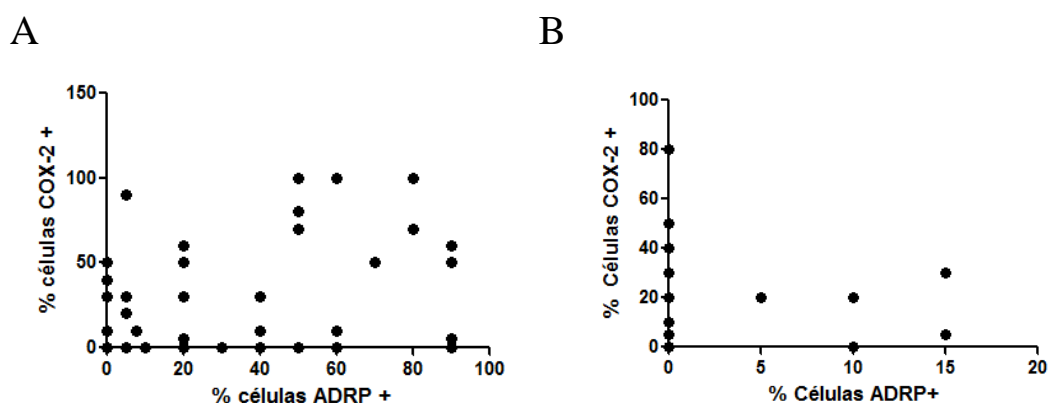 A
150
100
50
0
% células COX-2 +
0 20 40 60 80 100
% células ADRP +
B
100
80
60
40
20
0
% Células COX-2 +
0 5 10 15 20
% Células ADRP+